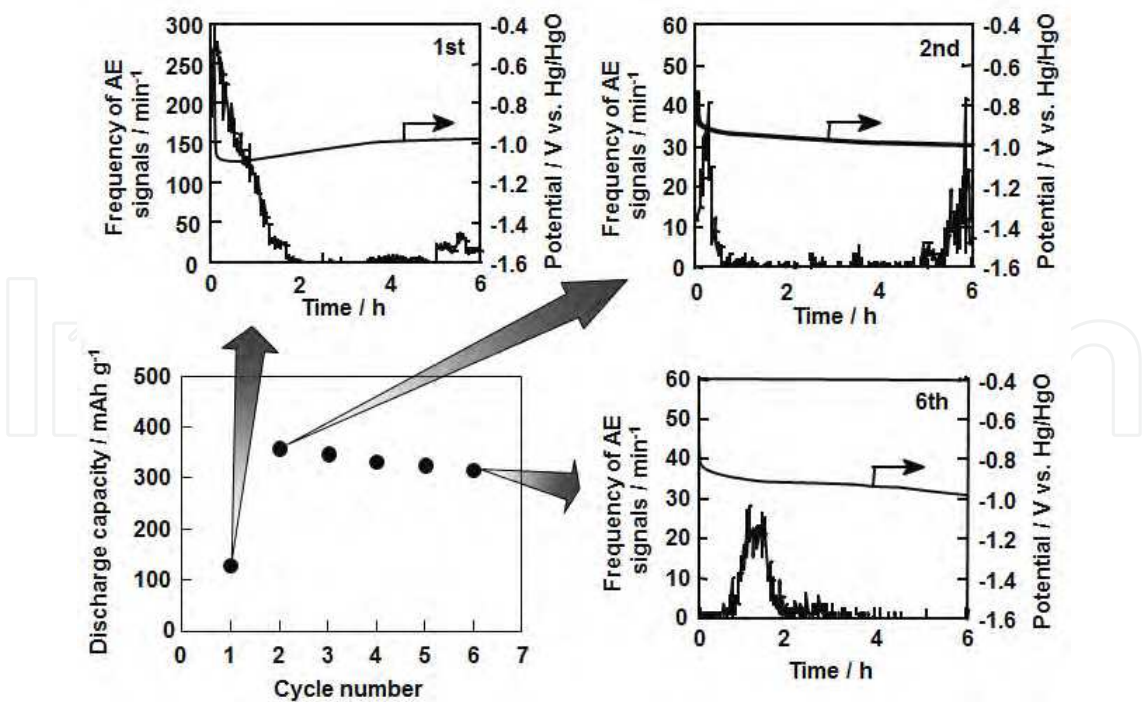 1st
300
250
200
150
100
50
0
Frequency of AE
signals / min⁻¹
-0.4
-0.6
-0.8
-1.0
-1.2
-1.4
-1.6
Potential / V vs. Hg/HgO
0 2 4 6
Time / h
2nd
60
50
40
30
20
10
0
Frequency of AE
signals / min⁻¹
-0.4
-0.6
-0.8
-1.0
-1.2
-1.4
-1.6
Potential / V vs. Hg/HgO
0 2 4 6
Time / h
500
400
300
200
100
0
Discharge capacity / mAh g⁻¹
0 1 2 3 4 5 6 7
Cycle number
6th
60
50
40
30
20
10
0
Frequency of AE
signals / min⁻¹
-0.4
-0.6
-0.8
-1.0
-1.2
-1.4
-1.6
Potential / V vs. Hg/HgO
0 2 4 6
Time / h